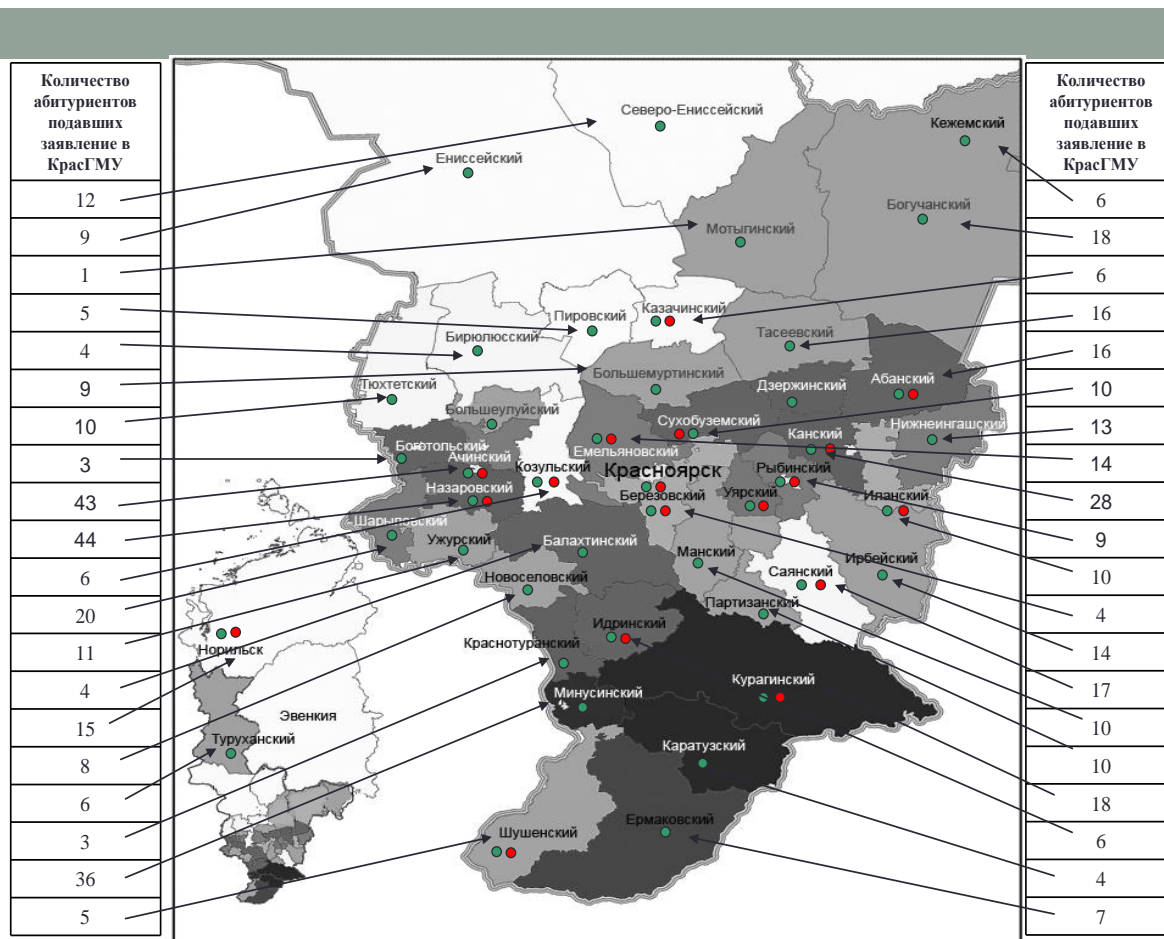 Количество
абитуриентов
подавших
заявление в
КрасГМУ
12
9
1
5
4
9
10
3
43
44
6
20
11
4
15
8
6
3
36
5
Северо-Ениссейский
Кежемский
Ениссейский
Богучанский
Мотыгинский
Казачинский
Пировский
Тасеевский
Бирюлюсский
Большемуртинский
Тюхтетский
Дзержинский
Абанский
Большеулуйский
Сухобуземский
Нижнеингашский
Боготольский
Емельяновский
Канский
Ачинский
Козульский
Красноярск
Рыбинский
Назаровский
Березовский
Уярский
Иланский
Шарыповский
Ужурский
Балахтинский
Манский
Ирбейский
Новоселовский
Саянский
Партизанский
Идринский
Краснотуранский
Норильск
Курагинский
Минусинский
Эвенкия
Туруханский
Каратузский
Ермаковский
Шушенский
Количество
абитуриентов
подавших
заявление в
КрасГМУ
6
18
6
16
16
10
13
14
28
9
10
4
14
17
10
10
18
6
4
7